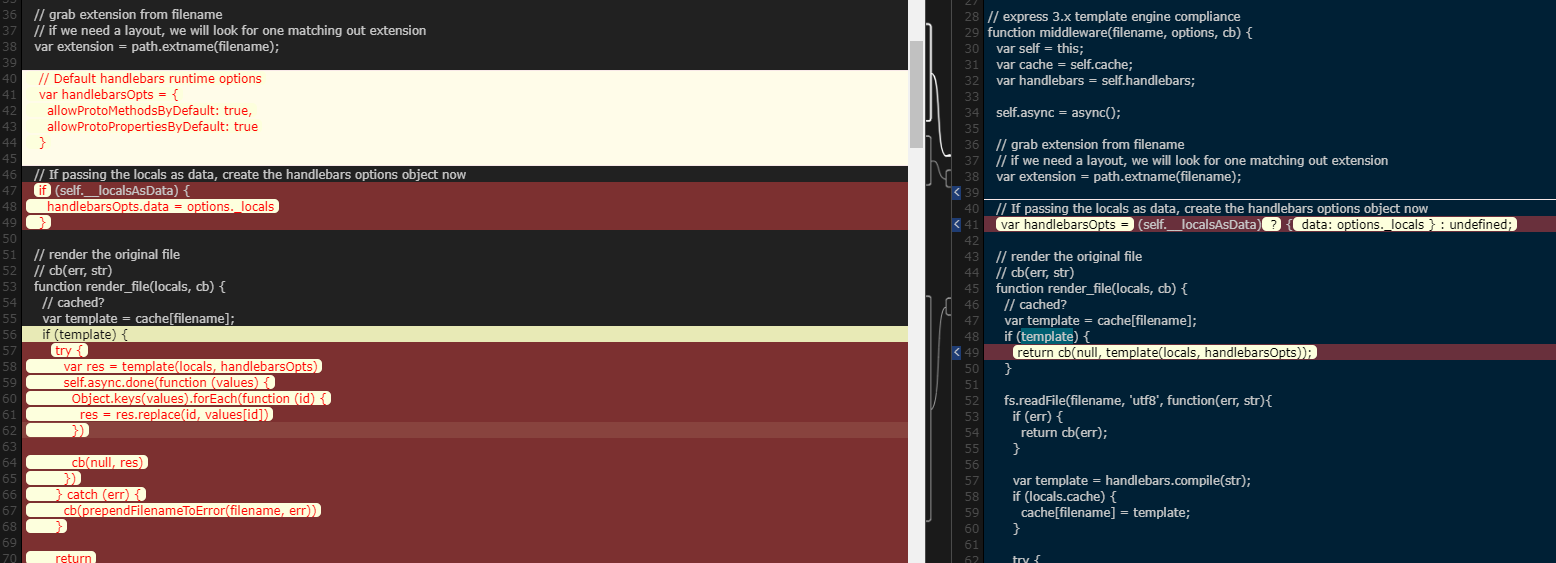 36 // grab extension from filename
37 // if we need a layout, we will look for one matching out extension
38 var extension = path.extname(filename);
39
40 // Default handlebars runtime options
41 var handlebarsOpts = {
42 allowProtoMethodsByDefault: true,
43 allowProtoPropertiesByDefault: true
44 }
45
46 // If passing the locals as data, create the handlebars options object now
47 if (self.__localsAsData) {
48 handlebarsOpts.data = options._locals
49 }
50
51 // render the original file
52 // cb(err, str)
53 function render_file(locals, cb) {
54 // cached?
55 var template = cache[filename];
56 if (template) {
57 try {
58 var res = template(locals, handlebarsOpts)
59 self.async.done(function (values) {
60 Object.keys(values).forEach(function (id) {
61 res = res.replace(id, values[id])
62 })
63
64 cb(null, res)
65 })
66 } catch (err) {
67 cb(prependFilenameToError(filename, err))
68 }
69
70 return
27
28 // express 3.x template engine compliance
29 function middleware(filename, options, cb) {
30 var self = this;
31 var cache = self.cache;
32 var handlebars = self.handlebars;
33
34 self.async = async();
35
36 // grab extension from filename
37 // if we need a layout, we will look for one matching out extension
38 var extension = path.extname(filename);
39
40 // If passing the locals as data, create the handlebars options object now
41 var handlebarsOpts = (self.__localsAsData) ? { data: options._locals } : undefined;
42
43 // render the original file
44 // cb(err, str)
45 function render_file(locals, cb) {
46 // cached?
47 var template = cache[filename];
48 if (template) {
49 return cb(null, template(locals, handlebarsOpts));
50 }
51
52 fs.readFile(filename, 'utf8', function(err, str){
53 if (err) {
54 return cb(err);
55 }
56
57 var template = handlebars.compile(str);
58 if (locals.cache) {
59 cache[filename] = template;
60 }
61
62 try {